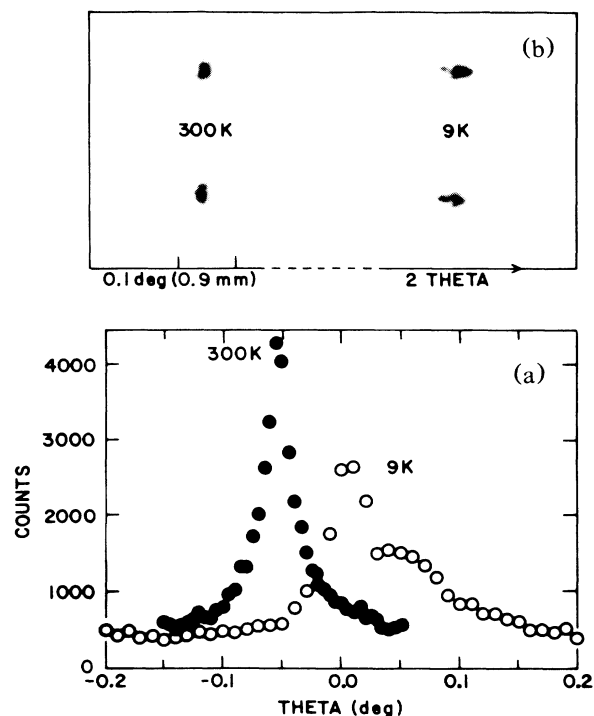 (b)
300K
9K
0.1 deg (0.9 mm)
2 THETA
300K
(a)
4000
3000
9K
COUNTS
2000
1000
0
-0.2
-0.1
0.0
0.1
0.2
THETA (deg)